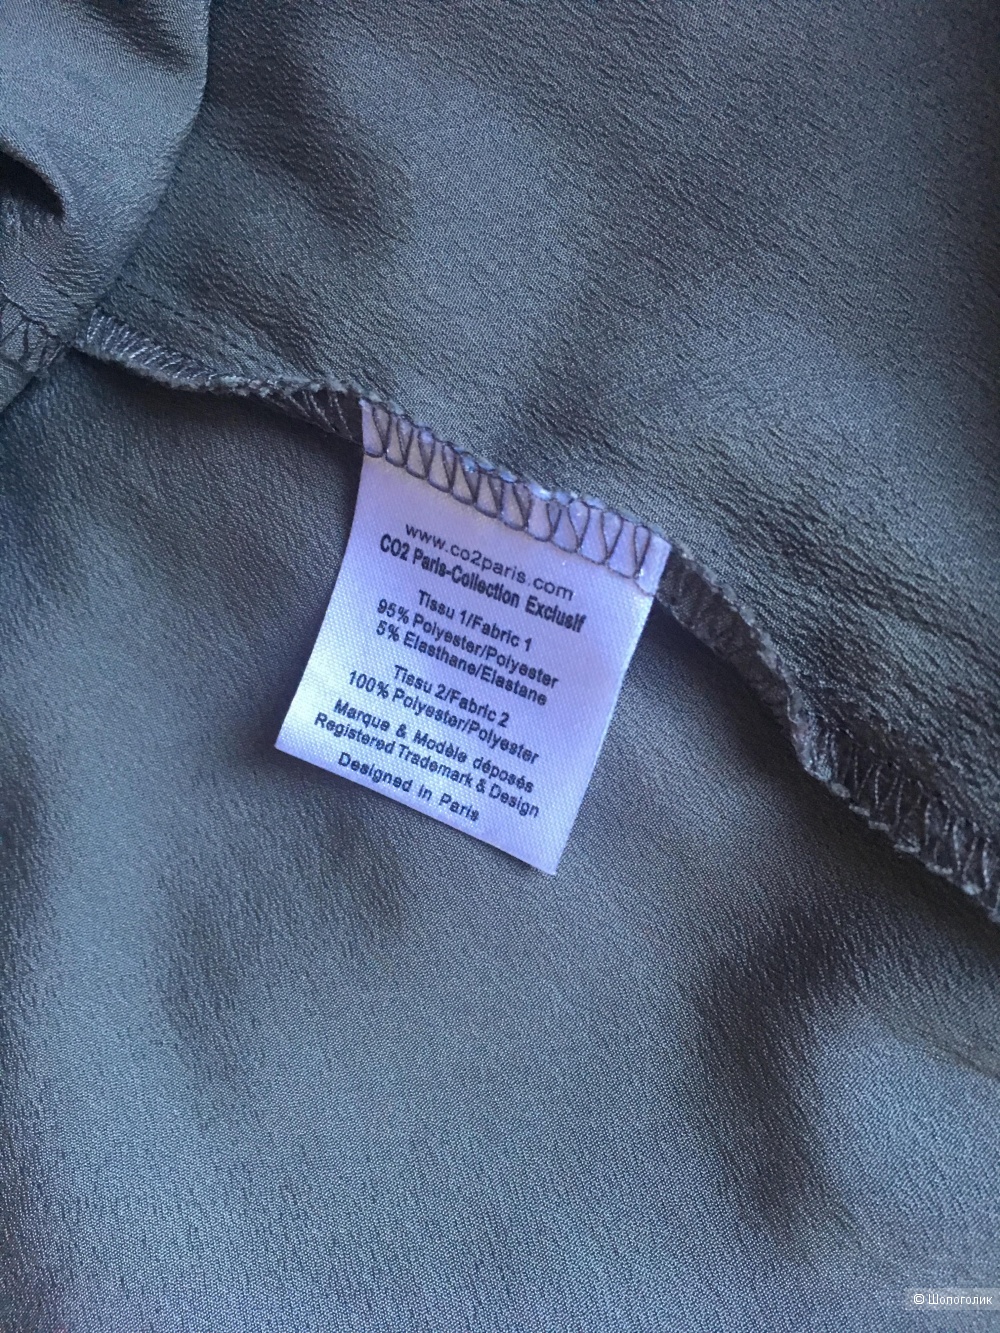 www.co2paris.com
CO2 Paris-Collection Exclusif
Tissu 1/Fabric 1
95% Polyester/Polyester
5% Elasthane/Elastane
Tissu 2/Fabric 2
100% Polyester/Polyester
Marque & Modèle déposés
Registered Trademark & Design
Designed in Paris
© Шопоголик